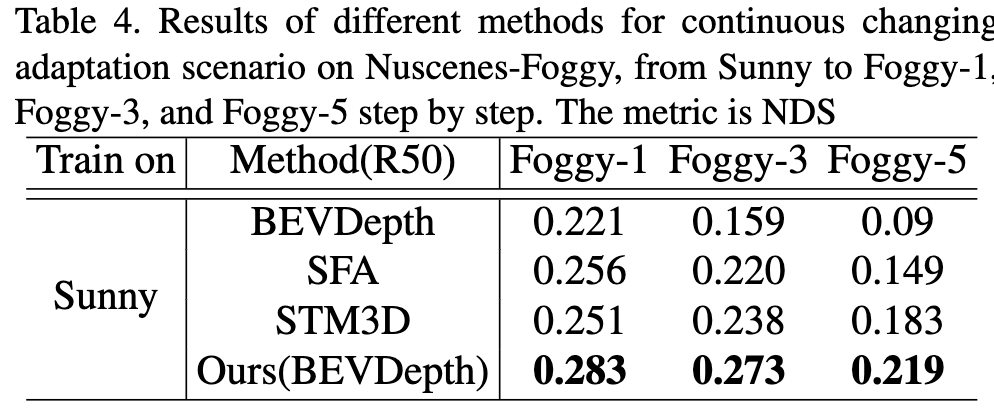 Table 4. Results of different methods for continuous changing
adaptation scenario on Nuscenes-Foggy, from Sunny to Foggy-1,
Foggy-3, and Foggy-5 step by step. The metric is NDS
Train on Method(R50) Foggy-1 Foggy-3 Foggy-5
BEVDepth 0.221 0.159 0.09
SFA 0.256 0.220 0.149
Sunny
STM3D 0.251 0.238 0.183
Ours(BEVDepth) 0.283 0.273 0.219